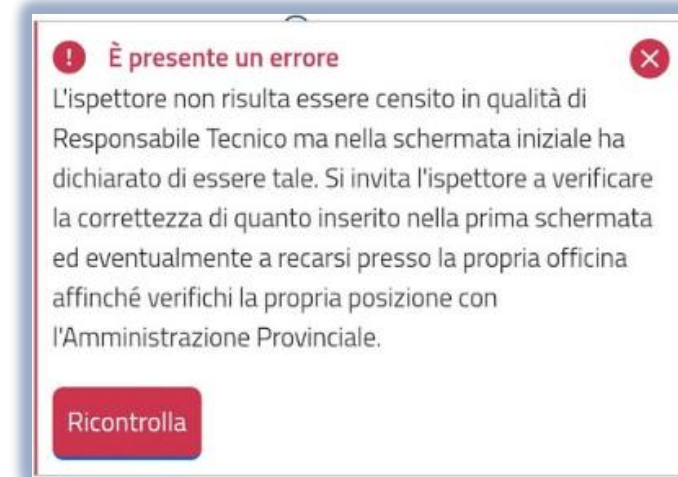 È presente un errore
L'ispettore non risulta essere censito in qualità di
Responsabile Tecnico ma nella schermata iniziale ha
dichiarato di essere tale. Si invita l'ispettore a verificare
la correttezza di quanto inserito nella prima schermata
ed eventualmente a recarsi presso la propria officina
affinché verifichi la propria posizione con
l'Amministrazione Provinciale.
Ricontrolla